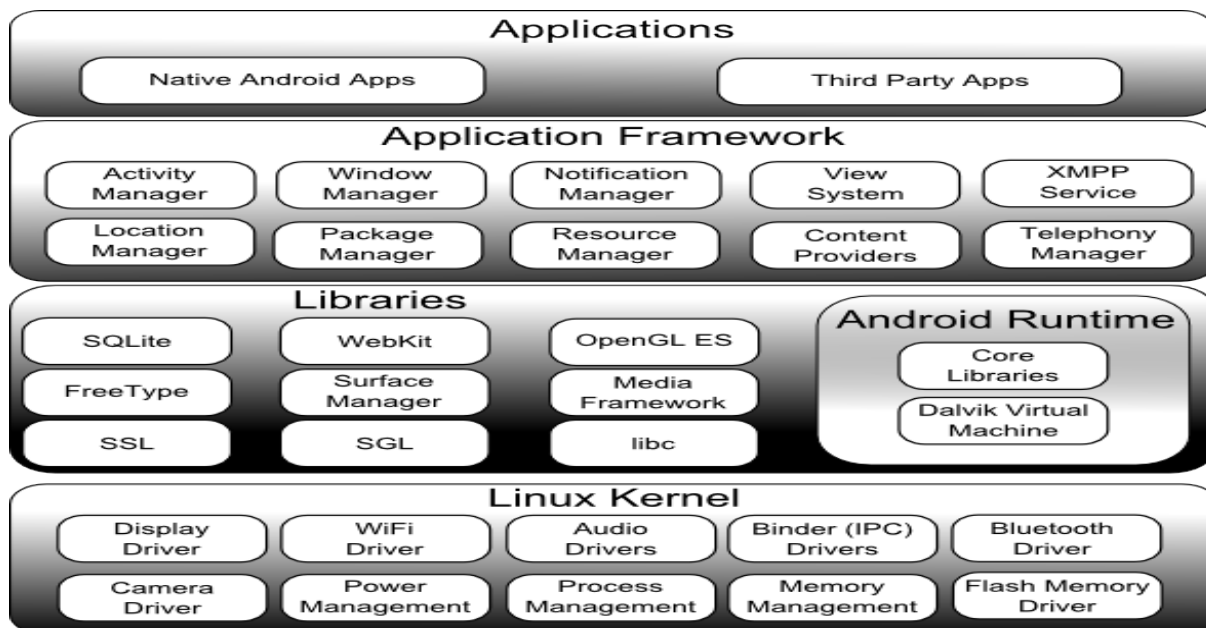 Applications
Native Android Apps
Third Party Apps
Application Framework
Activity
Manager
Window
Manager
Notification
Manager
View
System
XMPP
Service
Location
Manager
Package
Manager
Resource
Manager
Content
Providers
Telephony
Manager
Libraries
SQLite
WebKit
OpenGL ES
FreeType
Surface
Manager
Media
Framework
SSL
SGL
libc
Android Runtime
Core
Libraries
Dalvik Virtual
Machine
Linux Kernel
Display
Driver
WiFi
Driver
Audio
Drivers
Binder (IPC)
Drivers
Bluetooth
Driver
Camera
Driver
Power
Management
Process
Management
Memory
Management
Flash Memory
Driver